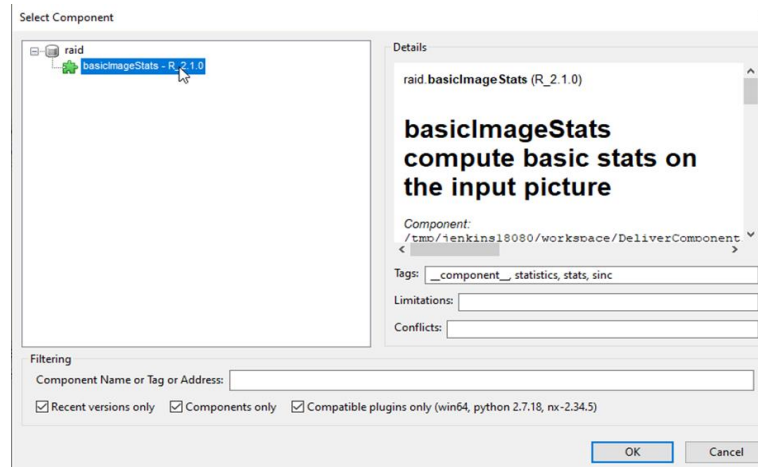 Select Component
raid
basicImageStats - R_2.1.0
Details
raid.basicImageStats (R_2.1.0)
basicImageStats
compute basic stats on
the input picture
Component:
/tmp/jenkins18080/workspace/DeliverComponent
Tags: __component__, statistics, stats, sinc
Limitations:
Conflicts:
Filtering
Component Name or Tag or Address:
Recent versions only Components only Compatible plugins only (win64, python 2.7.18, nx-2.34.5)
OK Cancel